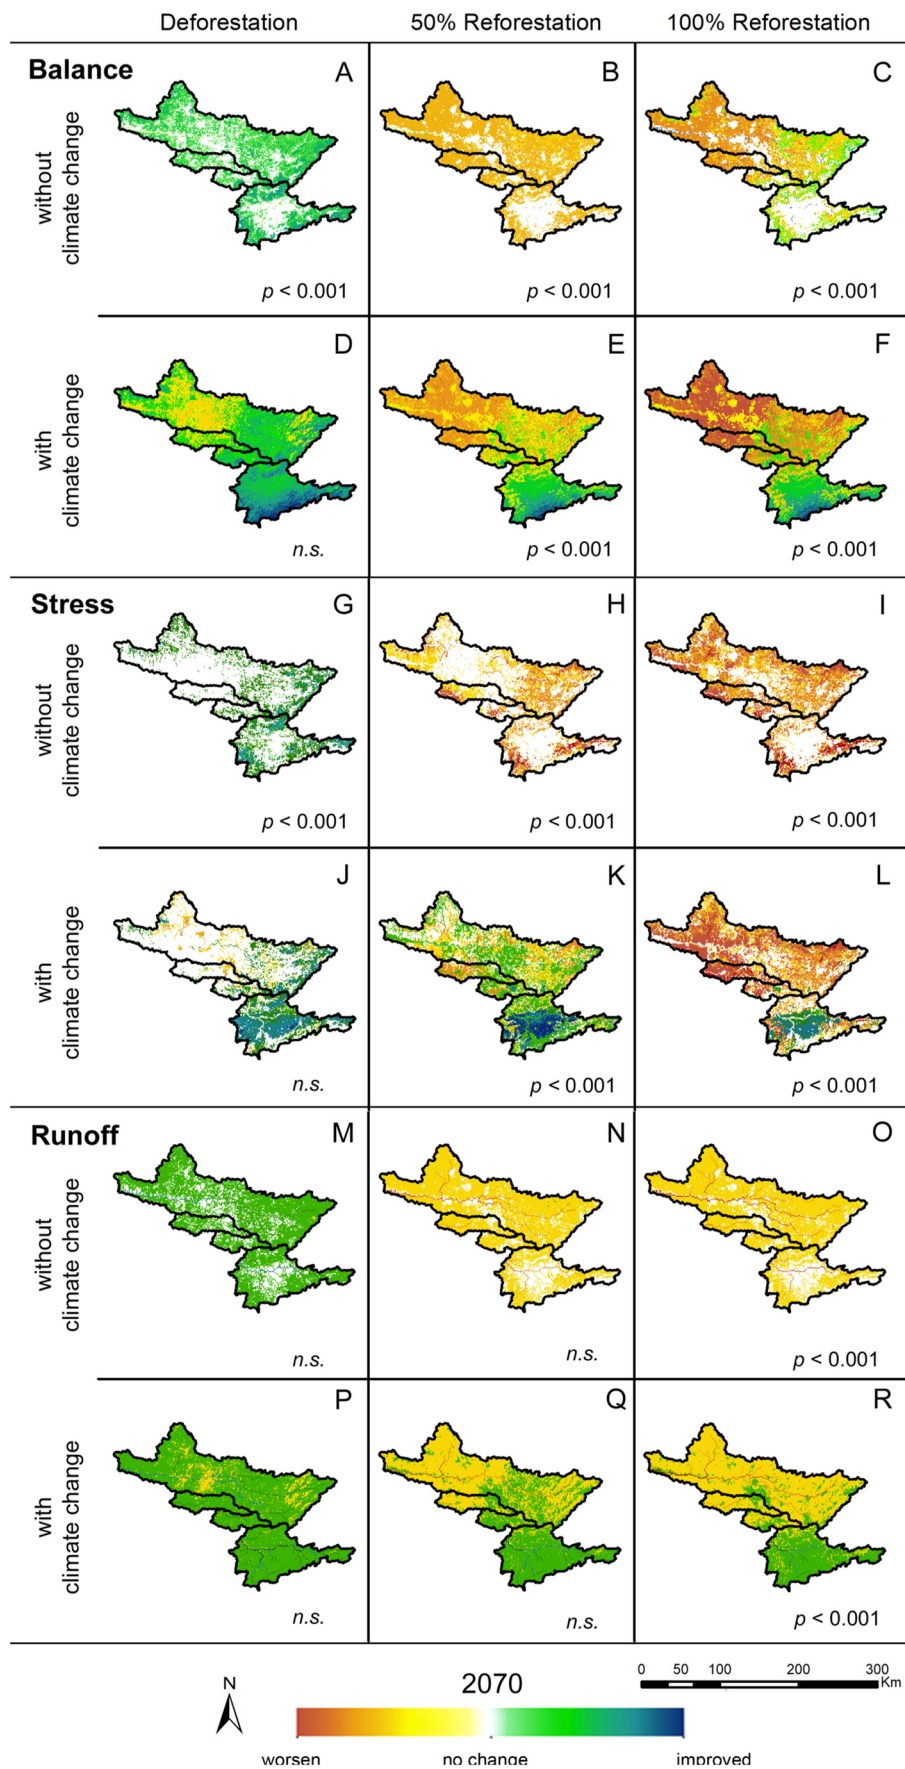 Deforestation 50% Reforestation 100% Reforestation
Balance
without
climate change
A B C
p < 0.001 p < 0.001 p < 0.001
with
climate change
D E F
n.s. p < 0.001 p < 0.001
Stress
without
climate change
G H I
p < 0.001 p < 0.001 p < 0.001
with
climate change
J K L
n.s. p < 0.001 p < 0.001
Runoff
without
climate change
M N O
n.s. n.s. p < 0.001
with
climate change
P Q R
n.s. n.s. p < 0.001
N
2070
0 50 100 200 300
Km
worsen no change improved